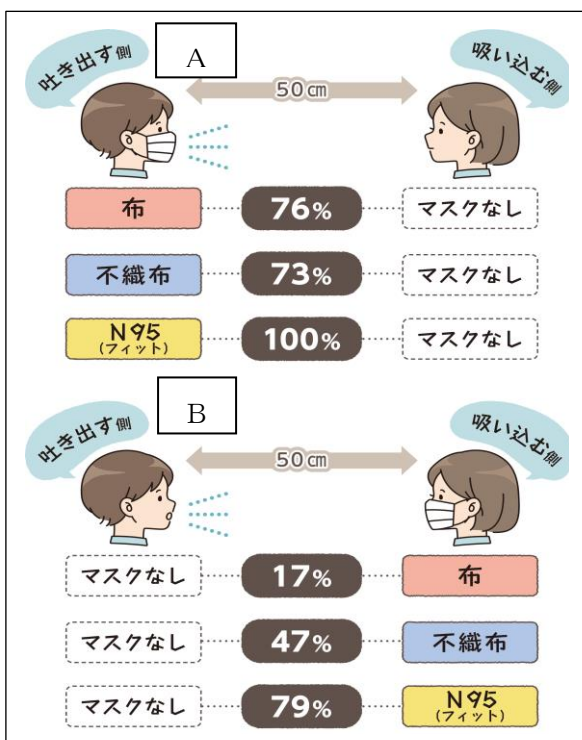 吐き出す側
A
吸い込む側
50cm
布 76% マスクなし
不織布 73% マスクなし
N95
(フィット) 100% マスクなし
吐き出す側
B
吸い込む側
50cm
マスクなし 17% 布
マスクなし 47% 不織布
マスクなし 79% N95
(フィット)